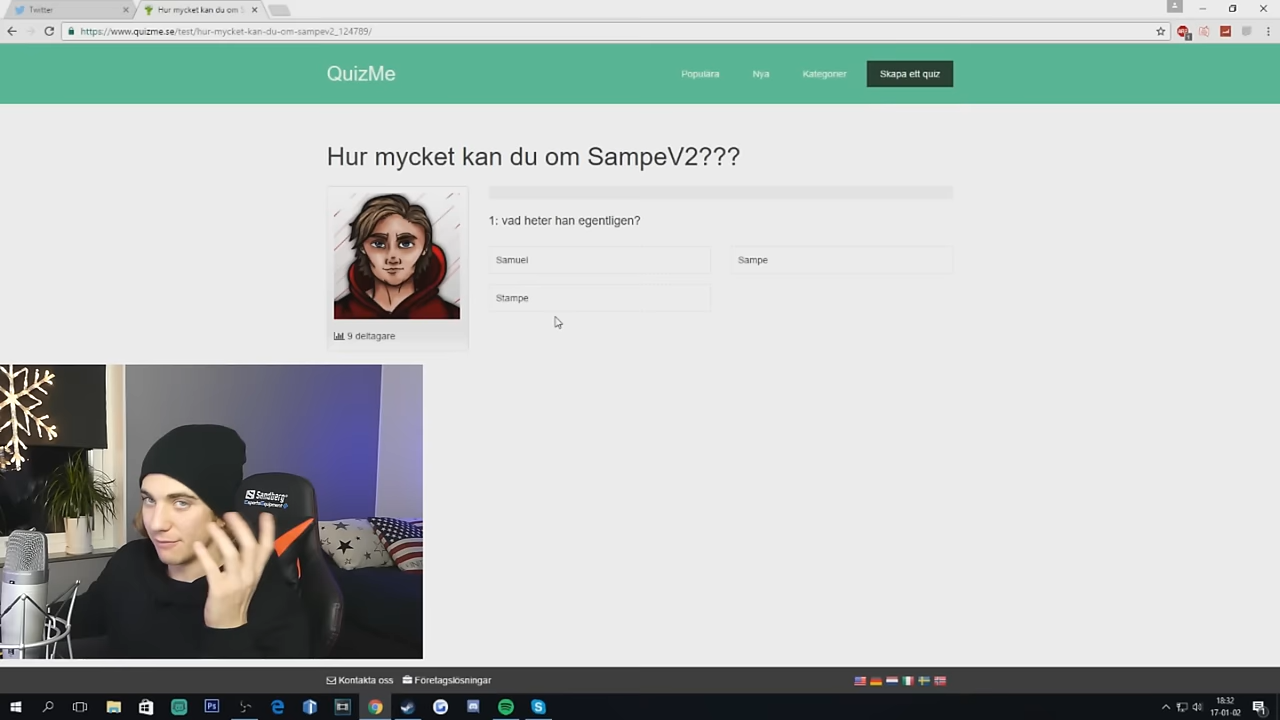 Twitter
Hur mycket kan du om S
https://www.quizme.se/test/hur-mycket-kan-du-om-sampev2_124789/
QuizMe
Populära
Nya
Kategorier
Skapa ett quiz
Hur mycket kan du om SampeV2???
1: vad heter han egentligen?
Samuel
Sampe
Stampe
9 deltagare
Sandberg
Kontakta oss
Företagslösningar
18:32
17-01-02